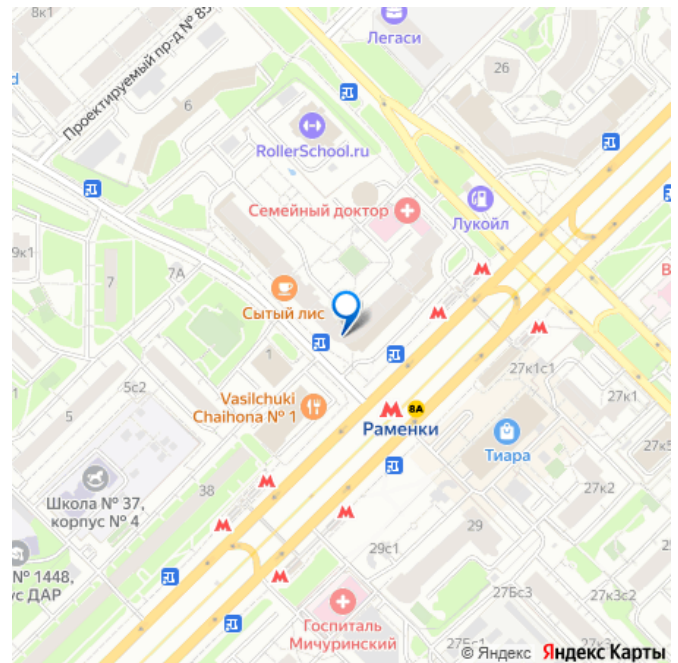 8к1
Легаси
26
Проектируемый пр-д № 85
6
RollerSchool.ru
Семейный доктор
Лукойл
9к1
7
7А
Сытый лис
1
5с2
5
Vasilchuki
Chaihona № 1
8А
Раменки
27к1с1
27к1
Тиара
27к5
Школа № 37,
корпус № 4
38
27к2
29
29с1
№ 1448,
ус ДАР
27Бс3
27к3с2
Госпиталь
Мичуринский
© Яндекс Яндекс Карты